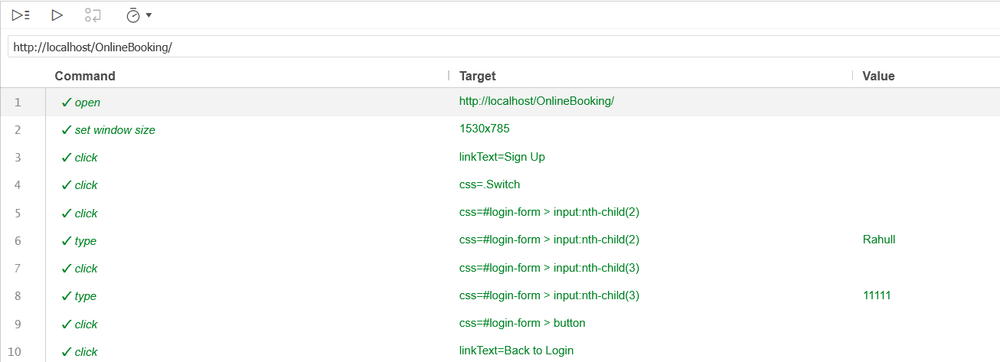 http://localhost/OnlineBooking/
Command Target Value
1 ✓ open http://localhost/OnlineBooking/
2 ✓ set window size 1530x785
3 ✓ click linkText=Sign Up
4 ✓ click css=.Switch
5 ✓ click css=#login-form > input:nth-child(2)
6 ✓ type css=#login-form > input:nth-child(2) Rahull
7 ✓ click css=#login-form > input:nth-child(3)
8 ✓ type css=#login-form > input:nth-child(3) 11111
9 ✓ click css=#login-form > button
10 ✓ click linkText=Back to Login